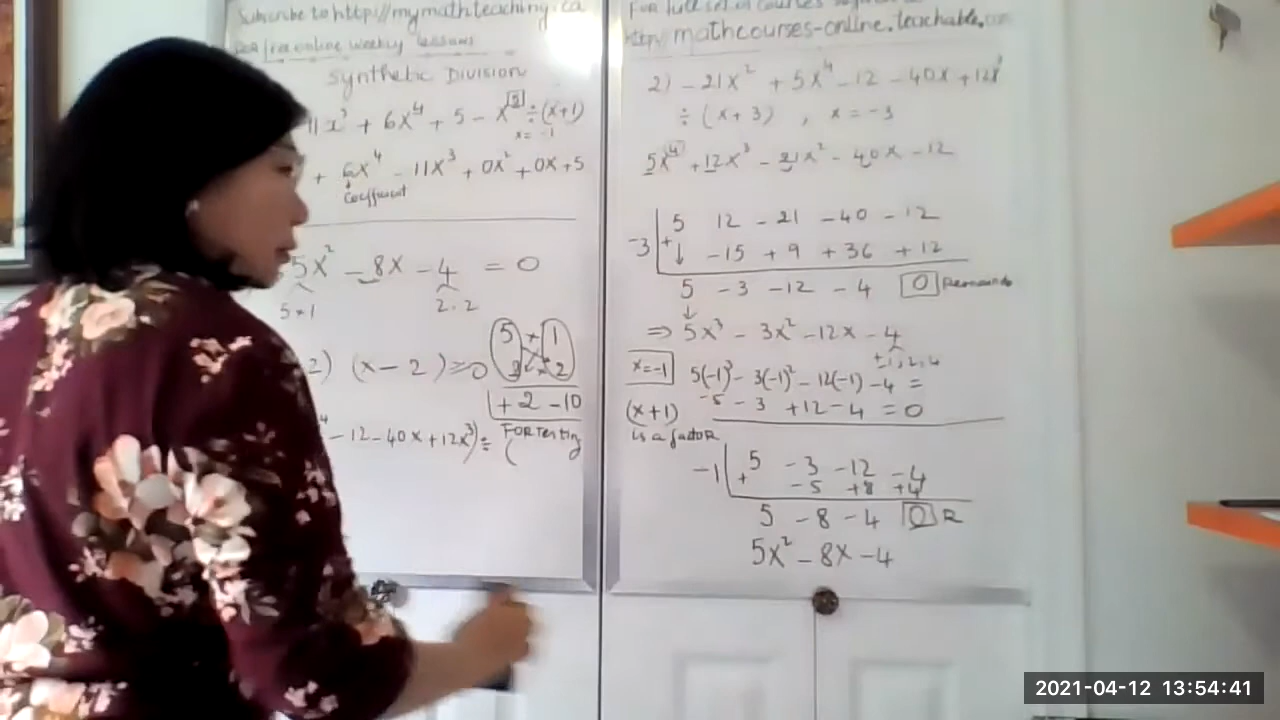 Subscribe to http://mymathteaching.ca
For free online weekly lessons
Synthetic Division
11x³ + 6x⁴ + 5 - x⁵ ÷ (x+1)
x = -1
+ 6x⁴ - 11x³ + 0x² + 0x + 5
Coefficient
5x² - 8x - 4 = 0
5 × 1 2 · 2
5 + 1
2) (x - 2) = 0 2
+ 2 - 10
- 12 - 40x + 12x³) ÷ (
For Testing
For full set of courses
http:// mathcourses-online.teachable.com
2) - 21x² + 5x⁴ - 12 - 40x + 12x³
÷ (x + 3) , x = -3
5x⁴ + 12x³ - 21x² - 40x - 12
5 12 - 21 - 40 - 12
-3 + ↓ - 15 + 9 + 36 + 12
5 - 3 - 12 - 4 0 Remainder
⇒ 5x³ - 3x² - 12x - 4
± 1, 2, 4
x = -1 5(-1)³ - 3(-1)² - 12(-1) - 4 =
-5 - 3 + 12 - 4 = 0
(x+1)
is a factor
-1 5 - 3 - 12 - 4
+ - 5 + 8 + 4
5 - 8 - 4 0 R
5x² - 8x - 4
2021-04-12 13:54:41